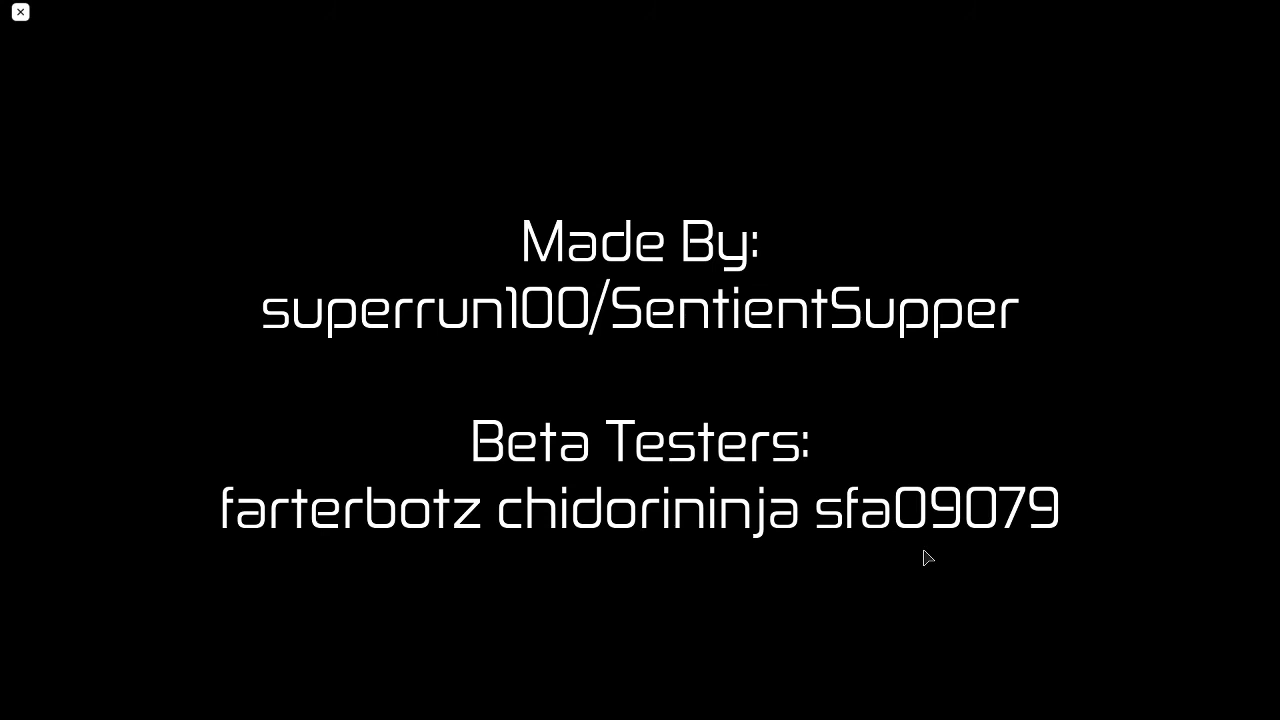 Made By:
superrun100/SentientSupper
Beta Testers:
farterbotz chidorininja sfa09079